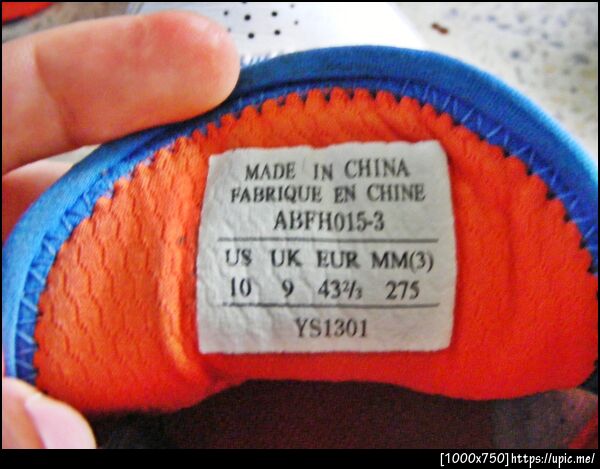 MADE IN CHINA
FABRIQUE EN CHINE
ABFH015-3
US UK EUR MM(3)
10 9 43⅔ 275
YS1301
[1000x750]https://upic.me/